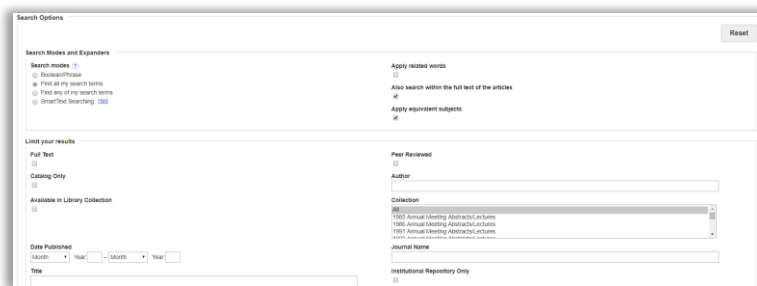 Search Options
Reset
Search Modes and Expanders
Search modes ?
Boolean/Phrase
Find all my search terms
Find any of my search terms
SmartText Searching
Apply related words
Also search within the full text of the articles
Apply equivalent subjects
Limit your results
Full Text
Catalog Only
Available in Library Collection
Date Published
Month Year: – Month Year:
Title
Peer Reviewed
Author
Collection
All
1985 Annual Meeting Abstracts/Lectures
1986 Annual Meeting Abstracts/Lectures
1991 Annual Meeting Abstracts/Lectures
Journal Name
Institutional Repository Only